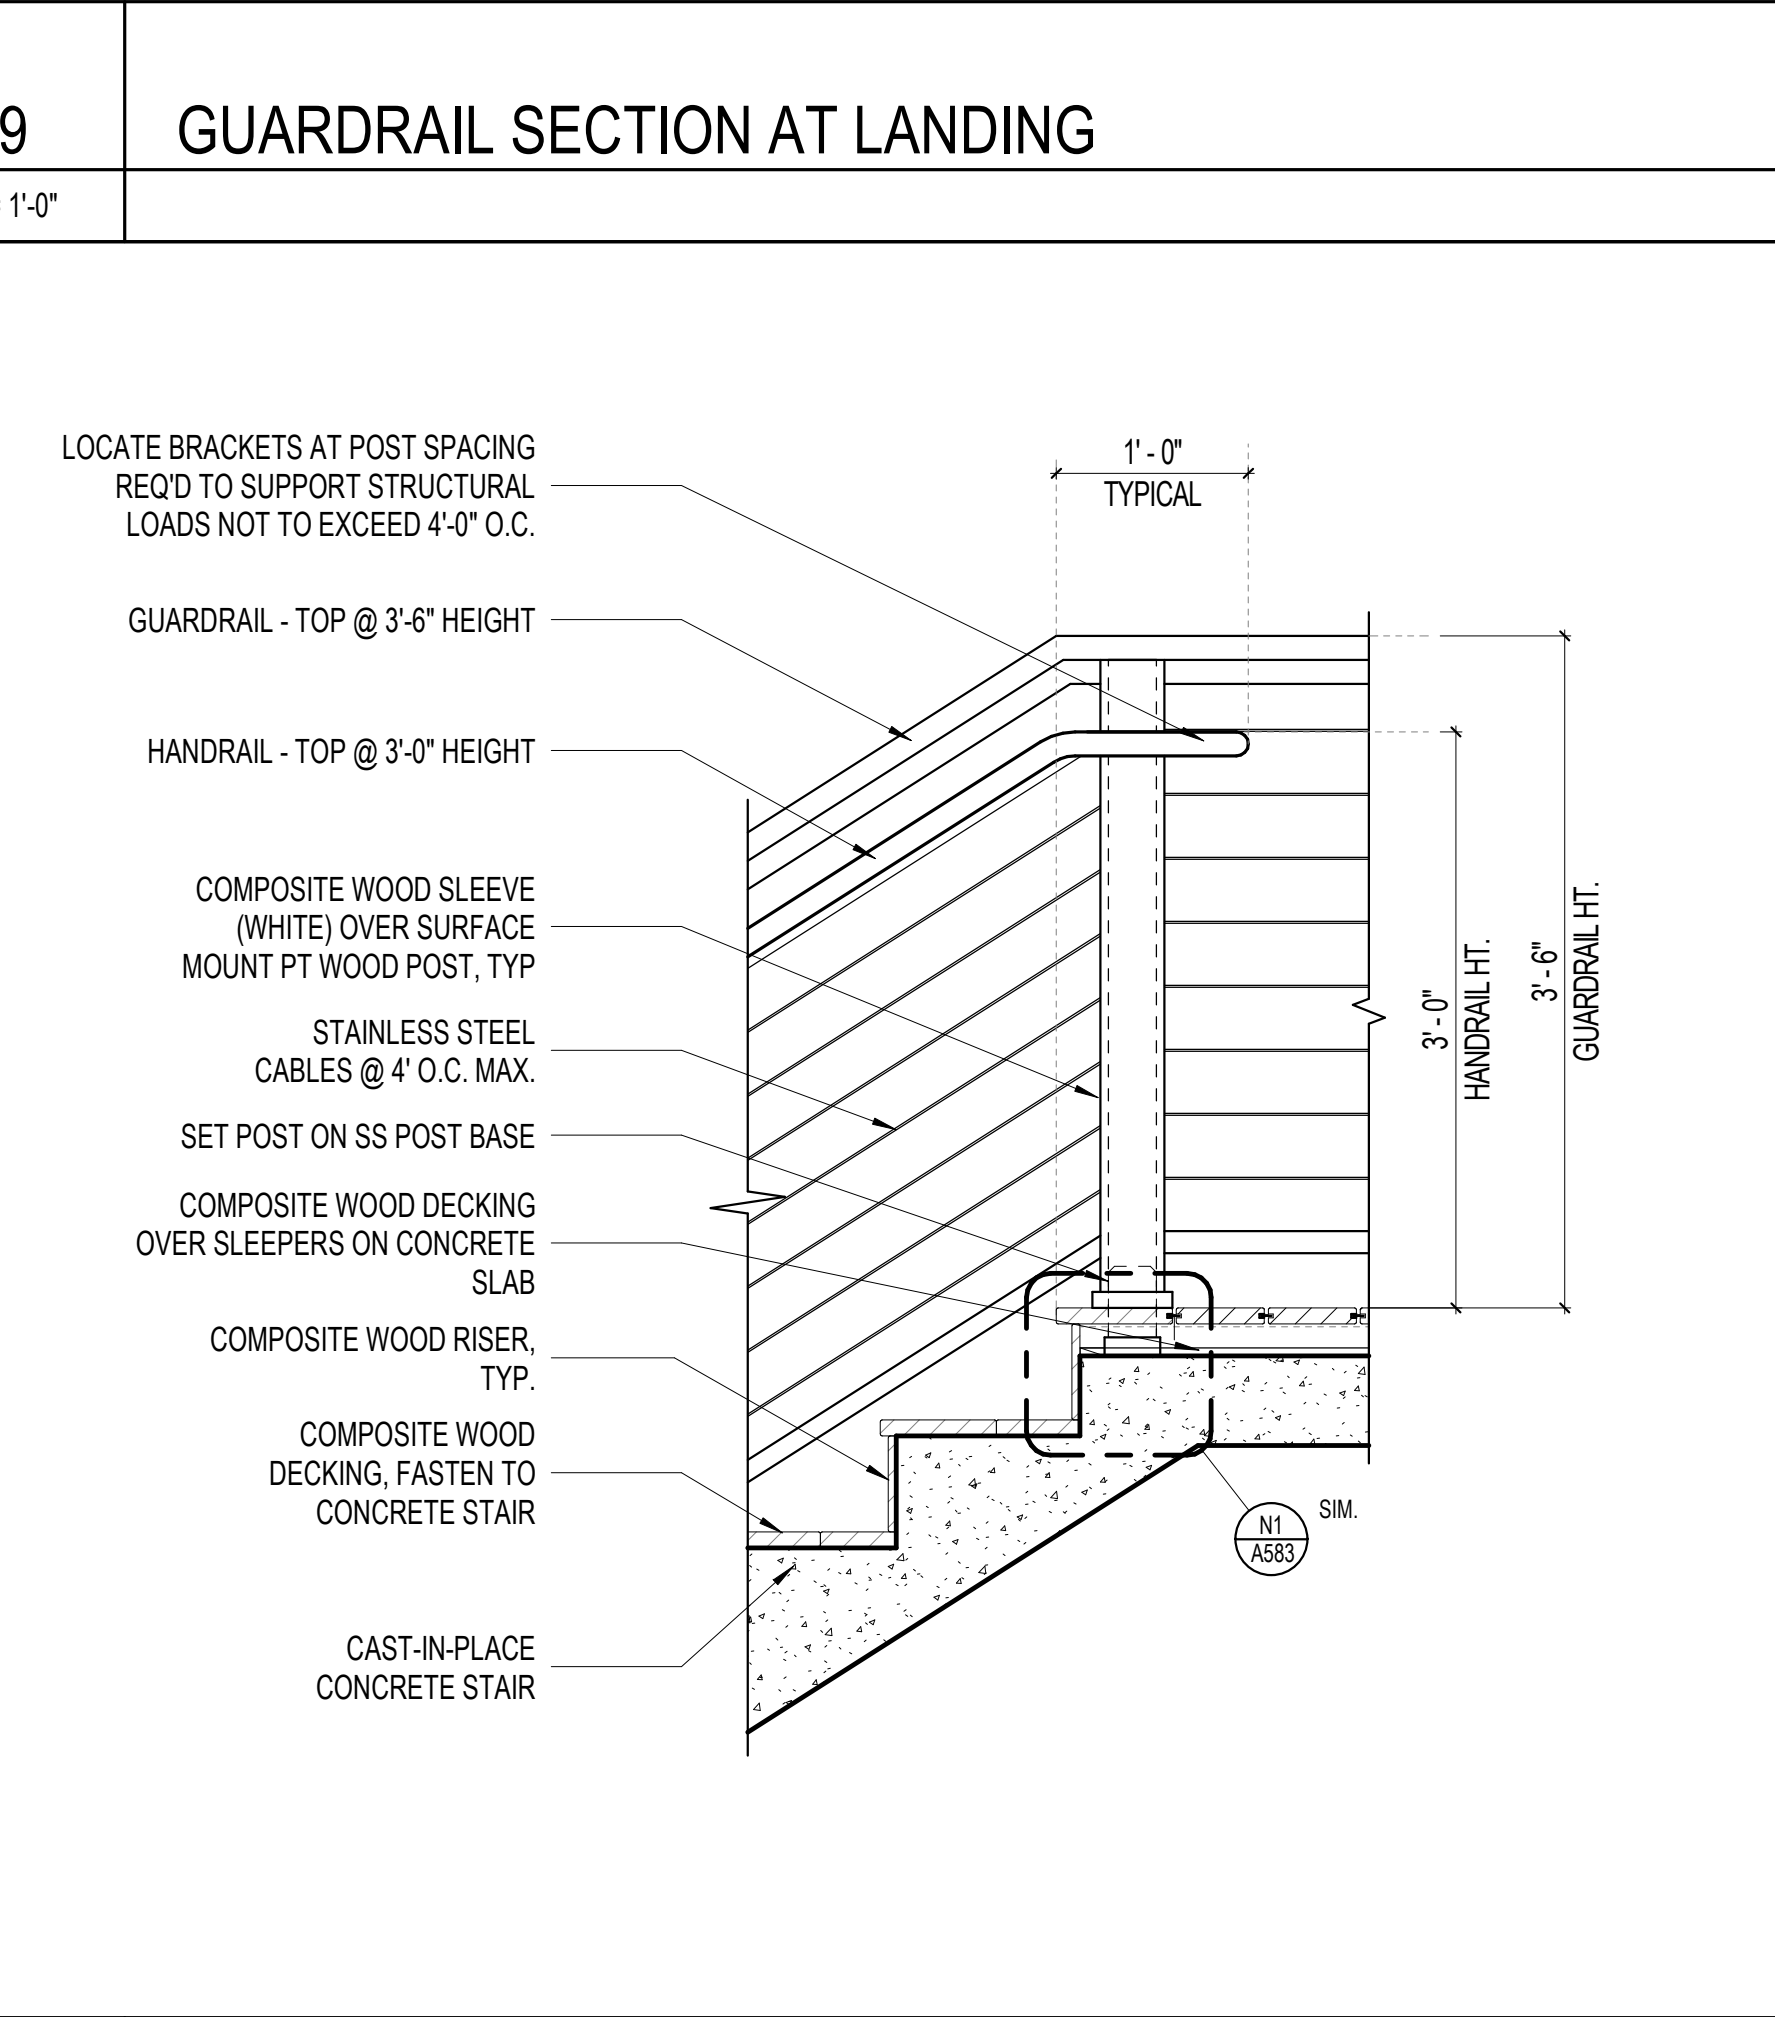 9
GUARDRAIL SECTION AT LANDING
1'-0"
LOCATE BRACKETS AT POST SPACING
REQ'D TO SUPPORT STRUCTURAL
LOADS NOT TO EXCEED 4'-0" O.C.
1' - 0"
TYPICAL
GUARDRAIL - TOP @ 3'-6" HEIGHT
HANDRAIL - TOP @ 3'-0" HEIGHT
COMPOSITE WOOD SLEEVE
(WHITE) OVER SURFACE
MOUNT PT WOOD POST, TYP
STAINLESS STEEL
CABLES @ 4' O.C. MAX.
SET POST ON SS POST BASE
COMPOSITE WOOD DECKING
OVER SLEEPERS ON CONCRETE
SLAB
COMPOSITE WOOD RISER,
TYP.
COMPOSITE WOOD
DECKING, FASTEN TO
CONCRETE STAIR
CAST-IN-PLACE
CONCRETE STAIR
3' - 0"
HANDRAIL HT.
3' - 6"
GUARDRAIL HT.
N1
A583
SIM.